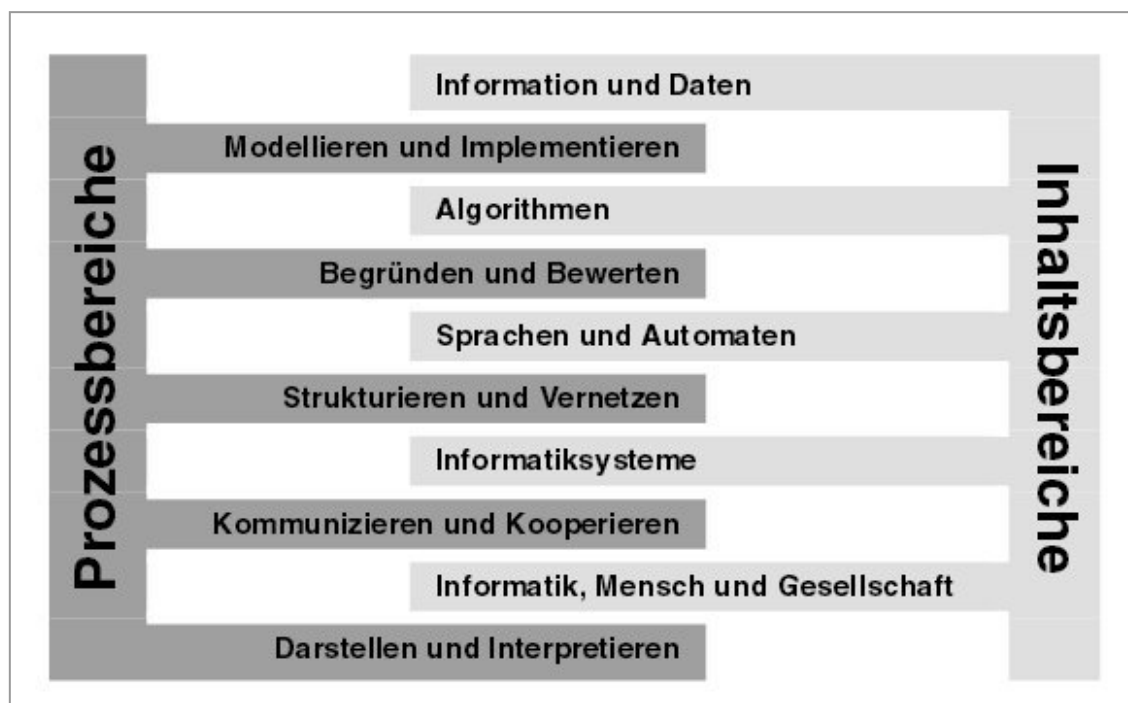 Prozessbereiche
Information und Daten
Modellieren und Implementieren
Algorithmen
Begründen und Bewerten
Sprachen und Automaten
Strukturieren und Vernetzen
Informatiksysteme
Kommunizieren und Kooperieren
Informatik, Mensch und Gesellschaft
Darstellen und Interpretieren
Inhaltsbereiche